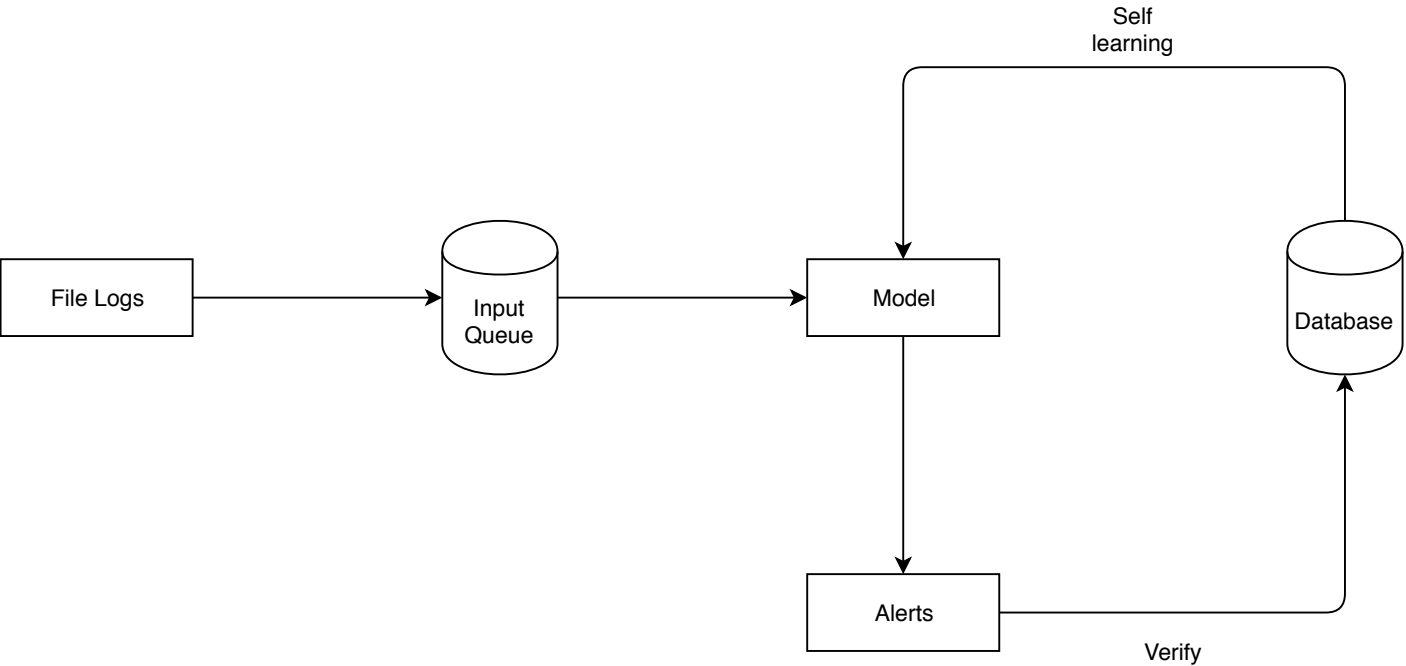 Self
learning
File Logs
Input
Queue
Model
Database
Alerts
Verify